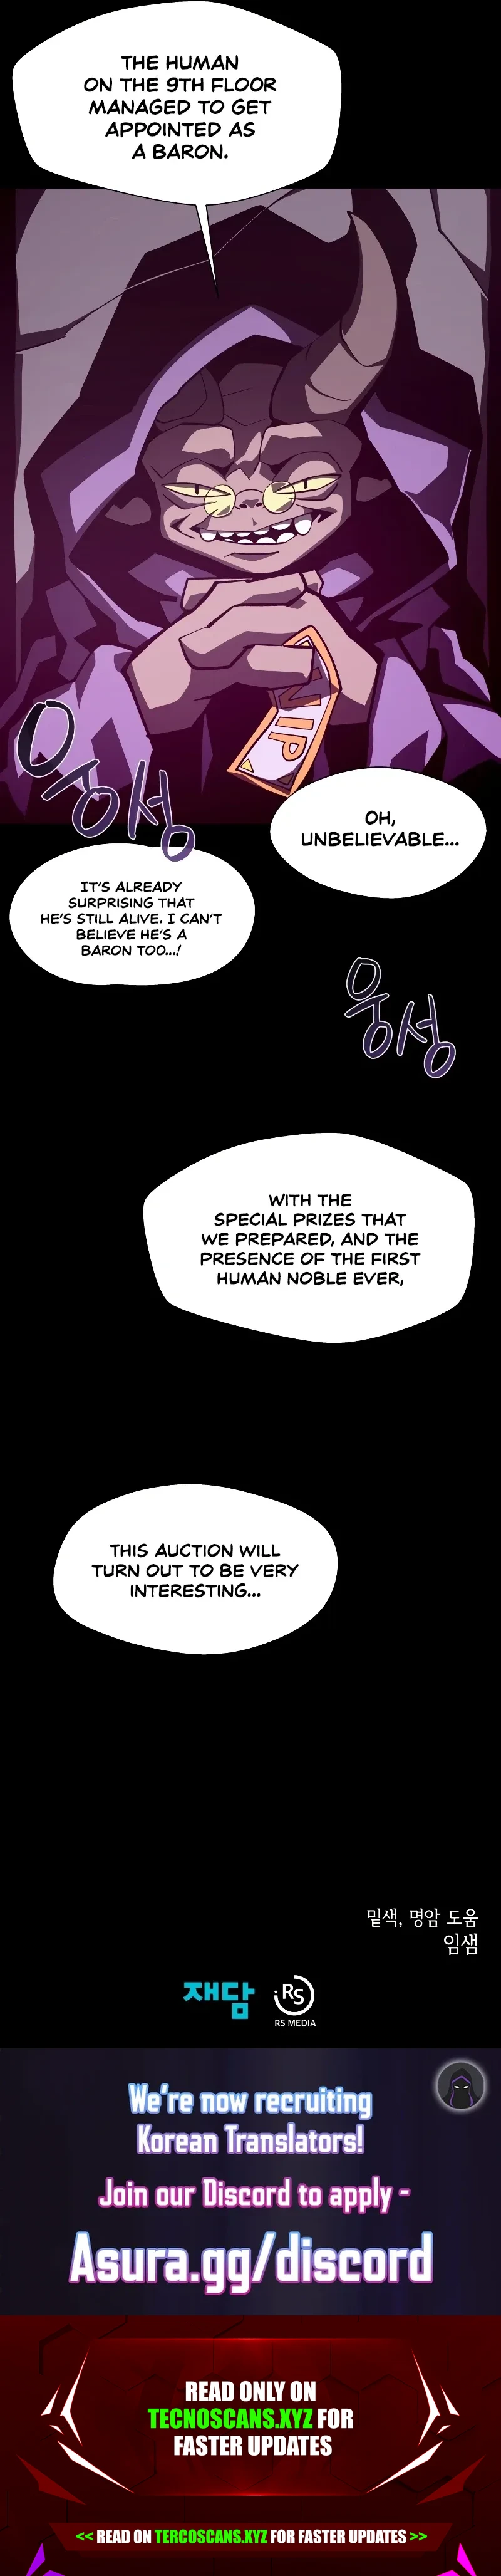 THE HUMAN
ON THE 9TH FLOOR
MANAGED TO GET
APPOINTED AS
A BARON.
VIP
웅성
OH,
UNBELIEVABLE...
IT'S ALREADY
SURPRISING THAT
HE'S STILL ALIVE. I CAN'T
BELIEVE HE'S A
BARON TOO...!
웅성
WITH THE
SPECIAL PRIZES THAT
WE PREPARED, AND THE
PRESENCE OF THE FIRST
HUMAN NOBLE EVER,
THIS AUCTION WILL
TURN OUT TO BE VERY
INTERESTING...
밑색, 명암 도움
임샘
재담
RS
RS MEDIA
We're now recruiting
Korean Translators!
Join our Discord to apply -
Asura.gg/discord
READ ONLY ON
TECNOSCANS.XYZ FOR
FASTER UPDATES
<< READ ON TERCOSCANS.XYZ FOR FASTER UPDATES >>